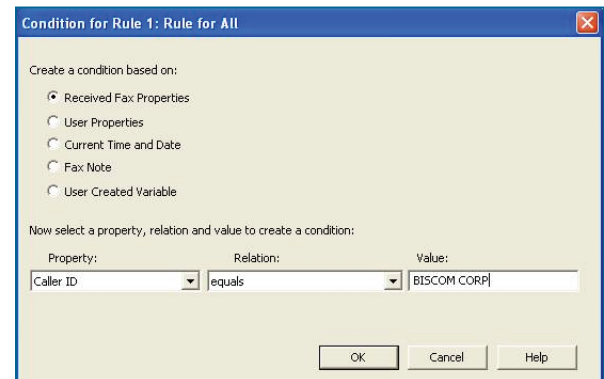 Condition for Rule 1: Rule for All
Create a condition based on:
Received Fax Properties
User Properties
Current Time and Date
Fax Note
User Created Variable
Now select a property, relation and value to create a condition:
Property: Relation: Value:
Caller ID equals BISCOM CORP
OK Cancel Help